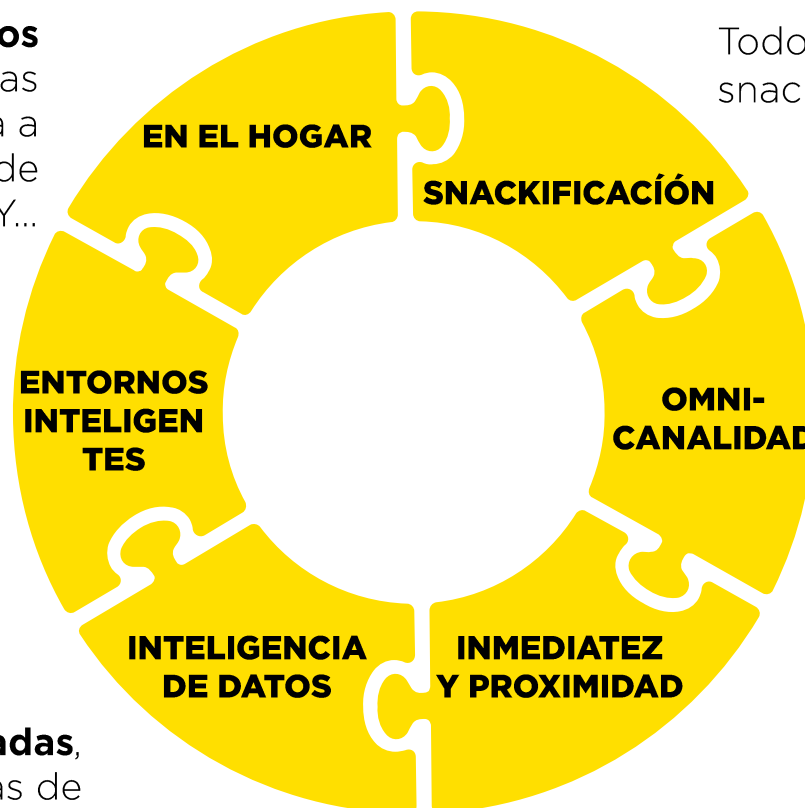 os
as
a a
de
Y...
Todo
snac
EN EL HOGAR
SNACKIFICACÍÓN
ENTORNOS
INTELIGEN
TES
OMNI-
CANALIDAD
INTELIGENCIA
DE DATOS
INMEDIATEZ
Y PROXIMIDAD
adas,
as de